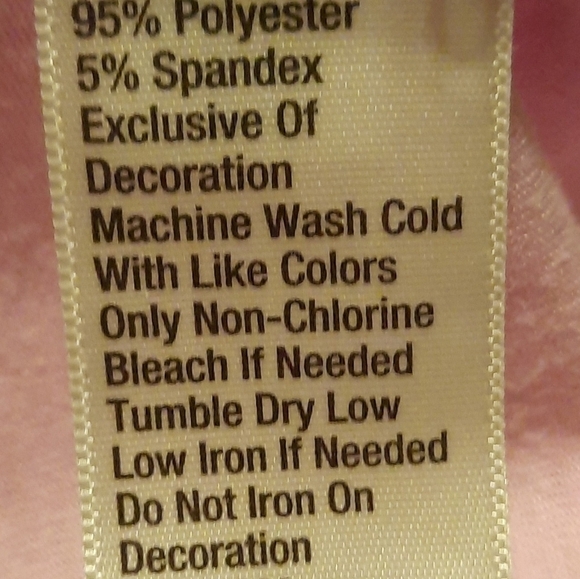 95% Polyester
5% Spandex
Exclusive Of
Decoration
Machine Wash Cold
With Like Colors
Only Non-Chlorine
Bleach If Needed
Tumble Dry Low
Low Iron If Needed
Do Not Iron On
Decoration